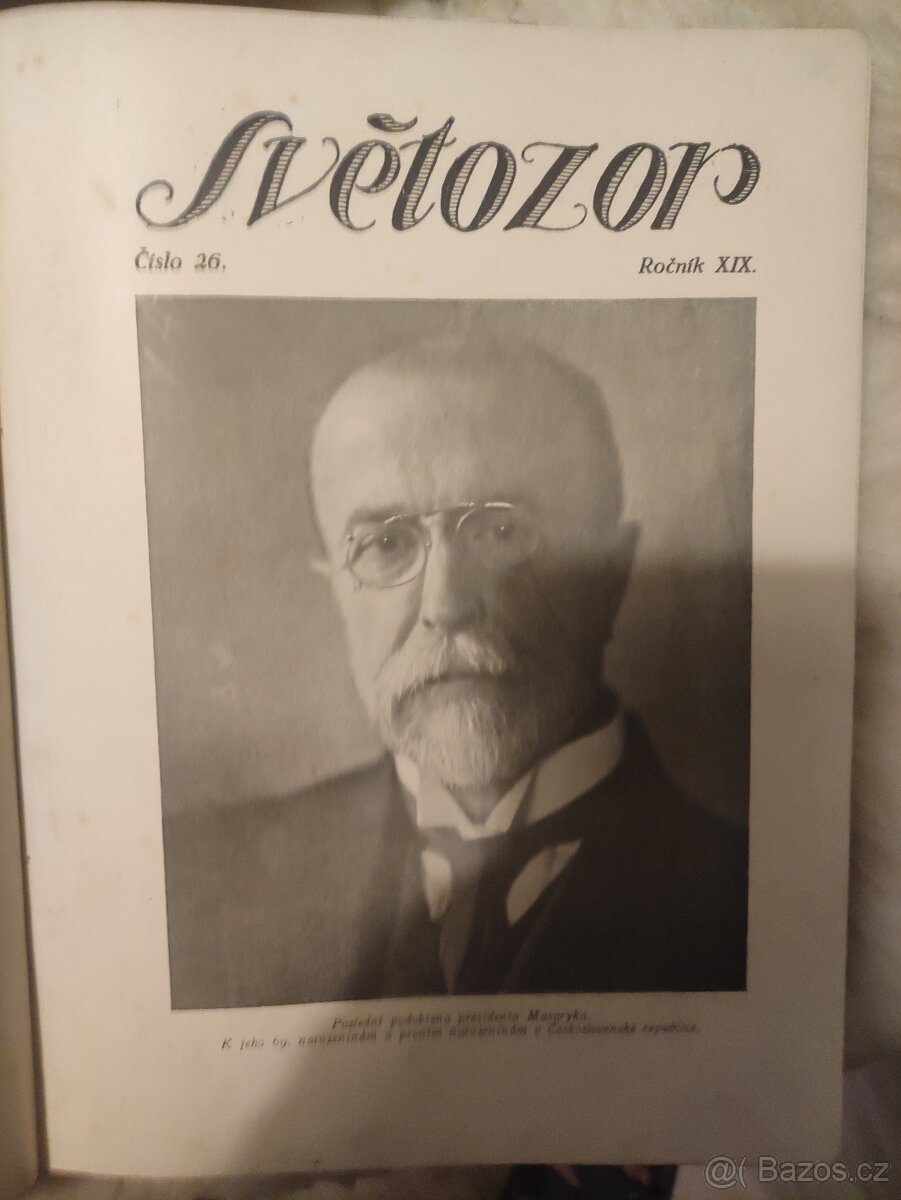 Světozor
Číslo 26.
Ročník XIX.
Poslední podobizna presidenta Masaryka.
K jeho 69. narozeninám a prvním narozeninám v Československé republice.
@( Bazos.cz